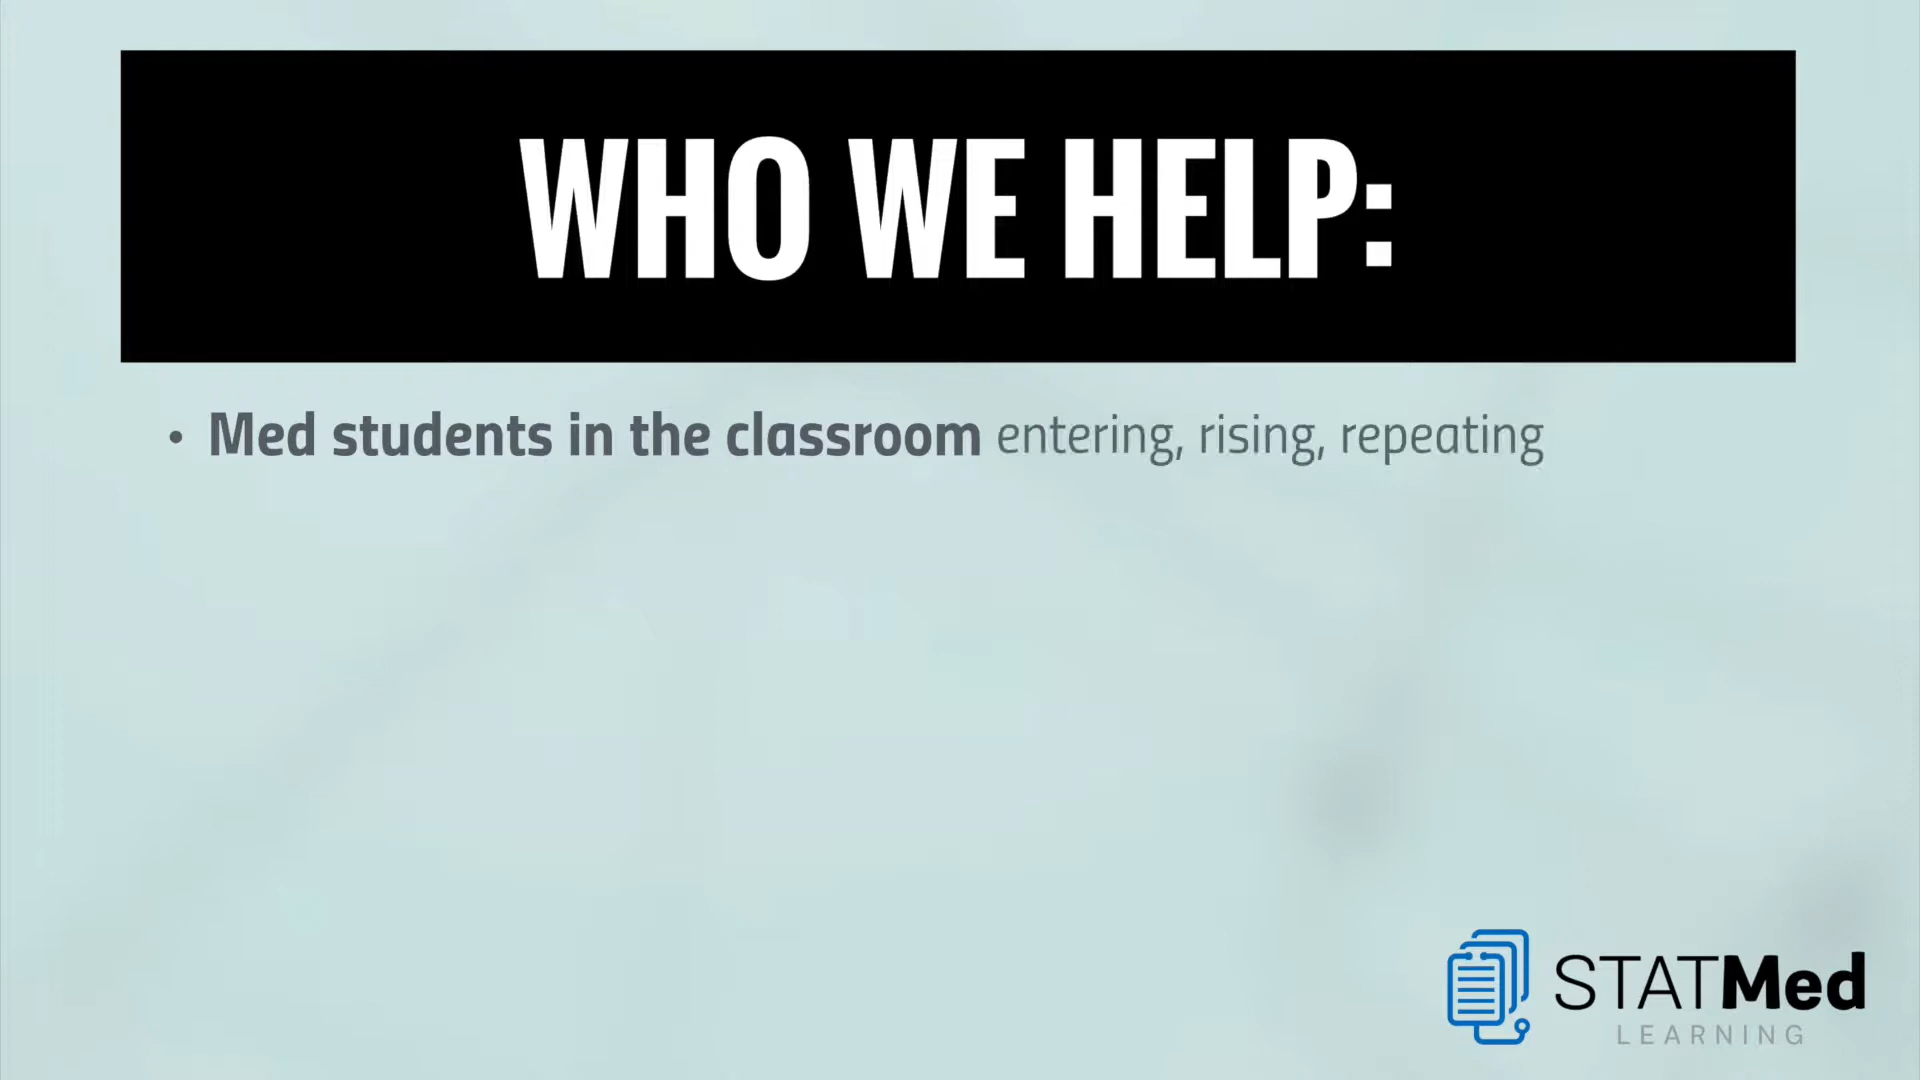 WHO WE HELP:
• Med students in the classroom entering, rising, repeating
STATMed
LEARNING